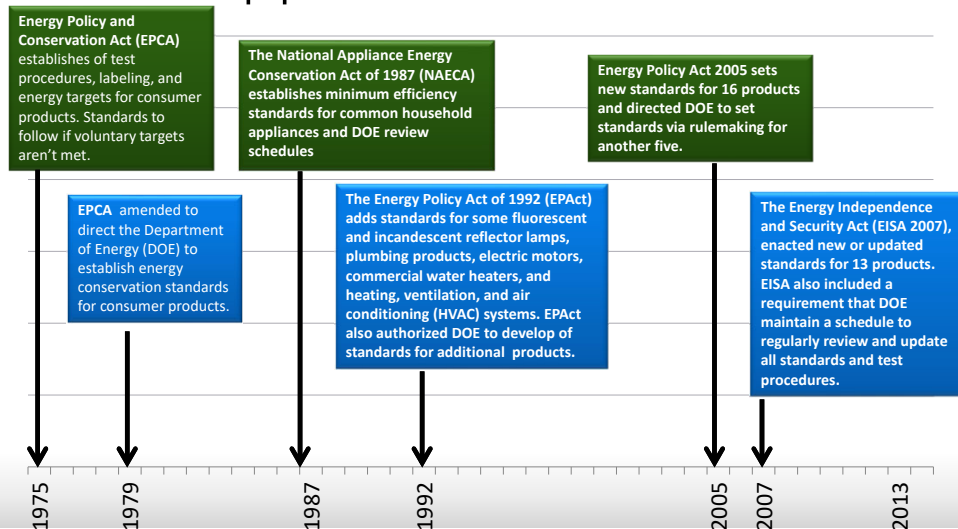 Energy Policy and
Conservation Act (EPCA)
establishes of test
procedures, labeling, and
energy targets for consumer
products. Standards to
follow if voluntary targets
aren't met.
The National Appliance Energy
Conservation Act of 1987 (NAECA)
establishes minimum efficiency
standards for common household
appliances and DOE review
schedules
Energy Policy Act 2005 sets
new standards for 16 products
and directed DOE to set
standards via rulemaking for
another five.
EPCA amended to
direct the Department
of Energy (DOE) to
establish energy
conservation standards
for consumer products.
The Energy Policy Act of 1992 (EPAct)
adds standards for some fluorescent
and incandescent reflector lamps,
plumbing products, electric motors,
commercial water heaters, and
heating, ventilation, and air
conditioning (HVAC) systems. EPAct
also authorized DOE to develop of
standards for additional products.
The Energy Independence
and Security Act (EISA 2007),
enacted new or updated
standards for 13 products.
EISA also included a
requirement that DOE
maintain a schedule to
regularly review and update
all standards and test
procedures.
1975
1979
1987
1992
2005
2007
2013